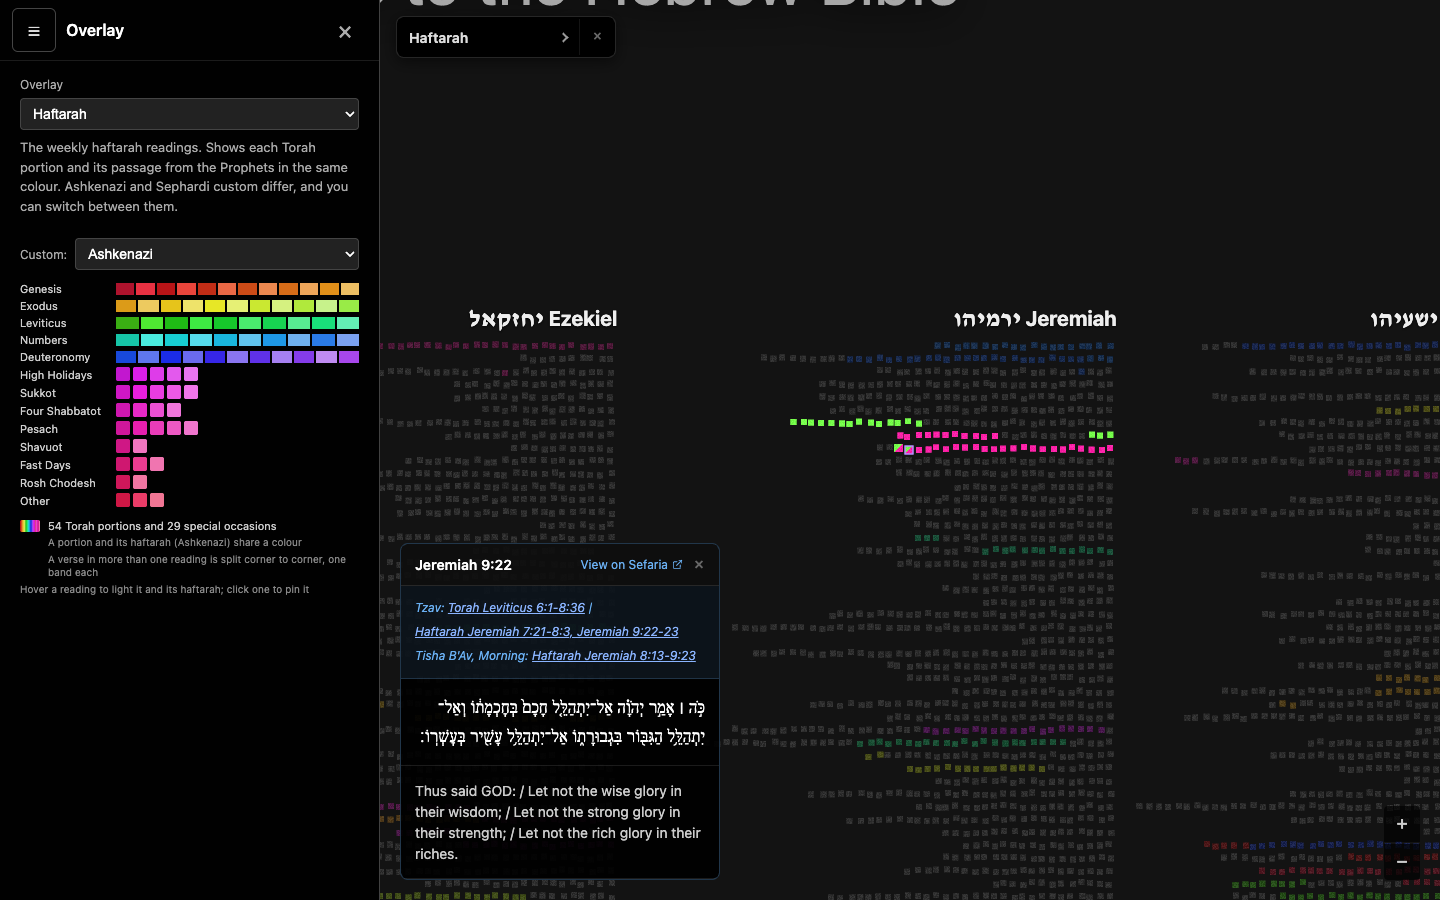 to the Hebrew Bible
☰ Overlay ×
Haftarah > ×
Overlay
Haftarah
The weekly haftarah readings. Shows each Torah
portion and its passage from the Prophets in the same
colour. Ashkenazi and Sephardi custom differ, and you
can switch between them.
Custom: Ashkenazi
Genesis
Exodus
Leviticus
Numbers
Deuteronomy
High Holidays
Sukkot
Four Shabbatot
Pesach
Shavuot
Fast Days
Rosh Chodesh
Other
54 Torah portions and 29 special occasions
A portion and its haftarah (Ashkenazi) share a colour
A verse in more than one reading is split corner to corner, one
band each
Hover a reading to light it and its haftarah; click one to pin it
יחזקאל Ezekiel
ירמיהו Jeremiah
ישעיהו
Jeremiah 9:22 View on Sefaria ×
Tzav: Torah Leviticus 6:1-8:36 |
Haftarah Jeremiah 7:21-8:3, Jeremiah 9:22-23
Tisha B'Av, Morning: Haftarah Jeremiah 8:13-9:23
כֹּ֣ה ׀ אָמַ֣ר יְהֹוָ֗ה אַל־יִתְהַלֵּ֤ל חָכָם֙ בְּחׇכְמָת֔וֹ וְאַל־
יִתְהַלֵּ֥ל הַגִּבּ֖וֹר בִּגְבוּרָת֑וֹ אַל־יִתְהַלֵּ֥ל עָשִׁ֖יר בְּעׇשְׁרֽוֹ׃
Thus said GOD: / Let not the wise glory in
their wisdom; / Let not the strong glory in
their strength; / Let not the rich glory in their
riches.
+
−